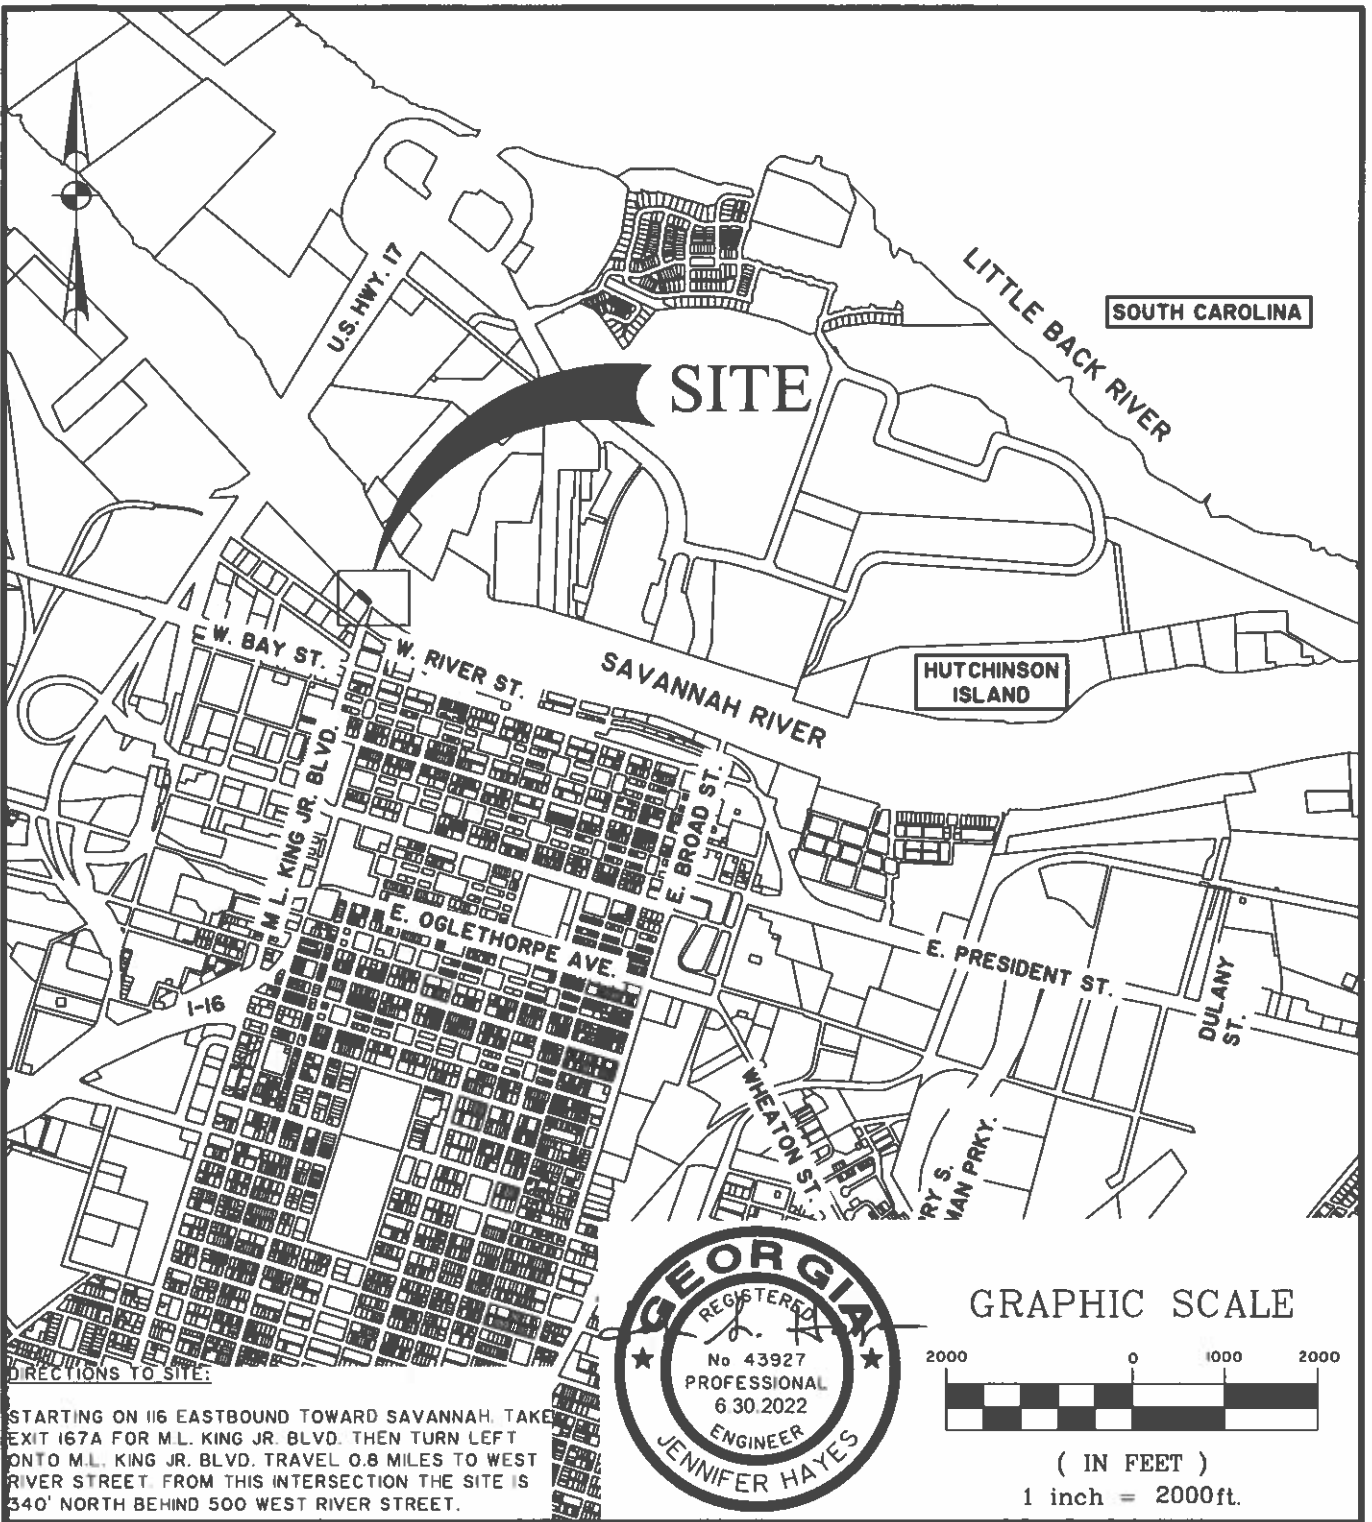 U.S. HWY. 17
LITTLE BACK RIVER
SOUTH CAROLINA
SITE
W. BAY ST.
W. RIVER ST.
SAVANNAH RIVER
HUTCHINSON
ISLAND
M L. KING JR. BLVD.
E. BROAD ST.
E. OGLETHORPE AVE.
E. PRESIDENT ST.
I-16
DULANY
ST.
WHEATON ST.
RY S.
MAN PRKY.
GEORGIA
REGISTERED
No 43927
PROFESSIONAL
6.30.2022
ENGINEER
JENNIFER HAYES
GRAPHIC SCALE
2000 0 1000 2000
( IN FEET )
1 inch = 2000ft.
DIRECTIONS TO SITE:
STARTING ON I16 EASTBOUND TOWARD SAVANNAH, TAKE
EXIT 167A FOR M.L. KING JR. BLVD. THEN TURN LEFT
ONTO M.L. KING JR. BLVD. TRAVEL 0.8 MILES TO WEST
RIVER STREET. FROM THIS INTERSECTION THE SITE IS
340' NORTH BEHIND 500 WEST RIVER STREET.